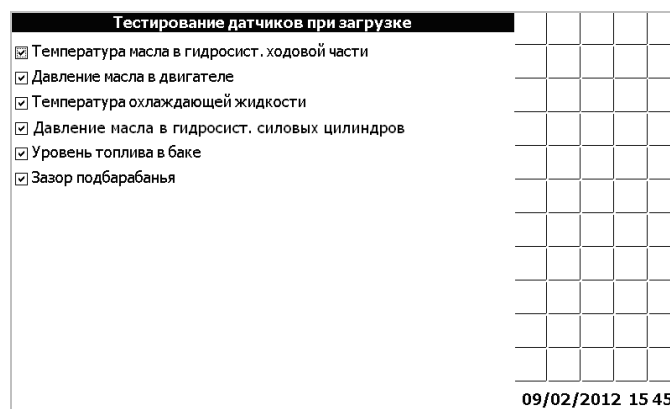 Тестирование датчиков при загрузке
Температура масла в гидросист. ходовой части
Давление масла в двигателе
Температура охлаждающей жидкости
Давление масла в гидросист. силовых цилиндров
Уровень топлива в баке
Зазор подбарабанья
09/02/2012 15 45